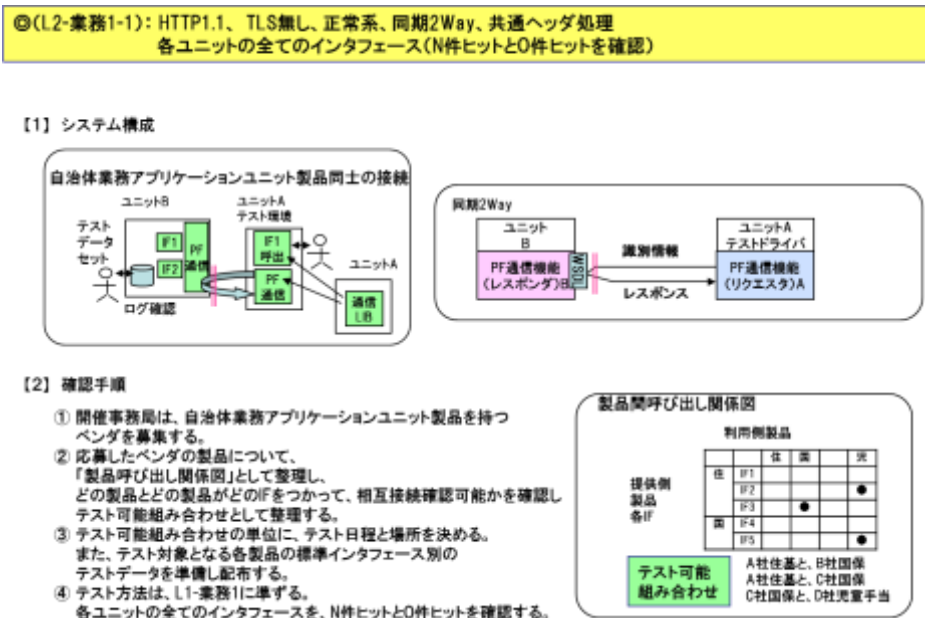 ◎(L2-業務1-1): HTTP1.1、 TLS無し、正常系、同期2Way、共通ヘッダ処理
各ユニットの全てのインタフェース(N件ヒットと0件ヒットを確認)
【1】 システム構成
自治体業務アプリケーションユニット製品同士の接続
ユニットB
ユニットA
テスト環境
テスト
データ
セット
IF1
IF2
PF
通信
IF1
呼出
PF
通信
ユニットA
通信
LIB
ログ確認
同期2Way
ユニット
B
PF通信機能
(レスポンダ)B
WSDL
識別情報
レスポンス
ユニットA
テストドライバ
PF通信機能
(リクエスタ)A
【2】 確認手順
① 開催事務局は、自治体業務アプリケーションユニット製品を持つ
ベンダを募集する。
② 応募したベンダの製品について、
「製品呼び出し関係図」として整理し、
どの製品とどの製品がどのIFをつかって、相互接続確認可能かを確認し
テスト可能組み合わせとして整理する。
③ テスト可能組み合わせの単位に、テスト日程と場所を決める。
また、テスト対象となる各製品の標準インタフェース別の
テストデータを準備し配布する。
④ テスト方法は、L1-業務1に準ずる。
各ユニットの全てのインタフェースを、N件ヒットと0件ヒットを確認する。
製品間呼び出し関係図
利用側製品
住 国 児
提供側
製品
各IF
住 IF1
IF2 ●
IF3 ●
国 IF4
IF5 ●
テスト可能
組み合わせ
A社住基と、B社国保
A社住基と、C社国保
C社国保と、D社児童手当